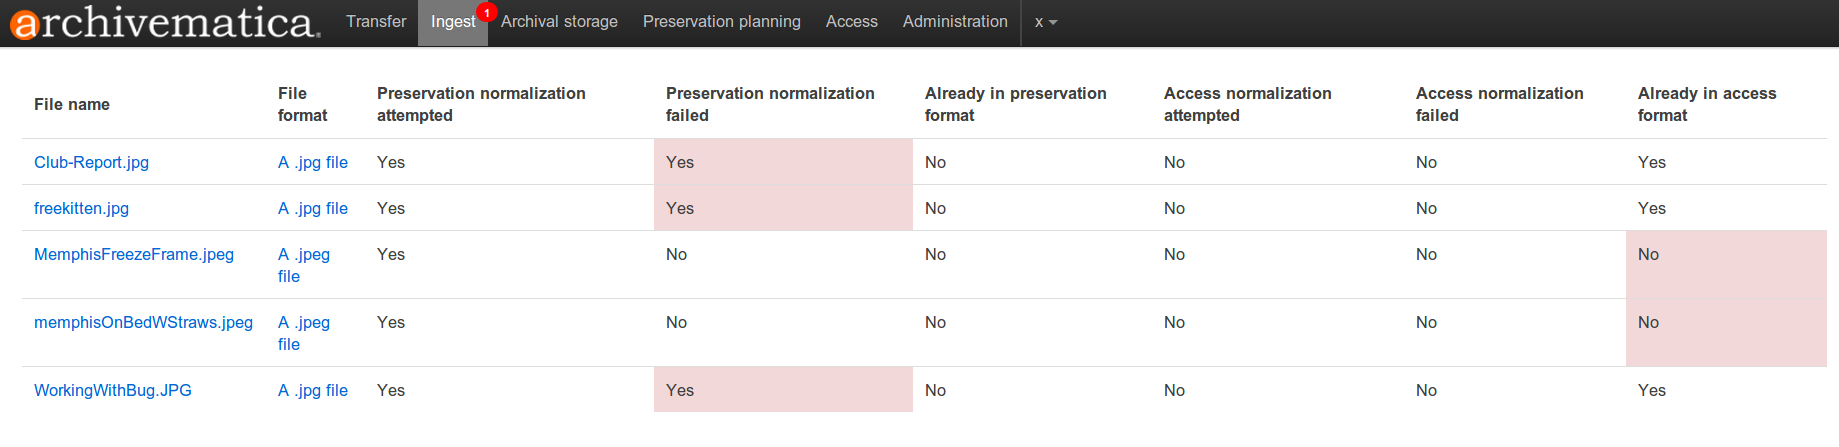 archivematica. Transfer Ingest 1 Archival storage Preservation planning Access Administration x
File name File format Preservation normalization attempted Preservation normalization failed Already in preservation format Access normalization attempted Access normalization failed Already in access format
Club-Report.jpg A .jpg file Yes Yes No No No Yes
freekitten.jpg A .jpg file Yes Yes No No No Yes
MemphisFreezeFrame.jpeg A .jpeg file Yes No No No No No
memphisOnBedWStraws.jpeg A .jpeg file Yes No No No No No
WorkingWithBug.JPG A .jpg file Yes Yes No No No Yes